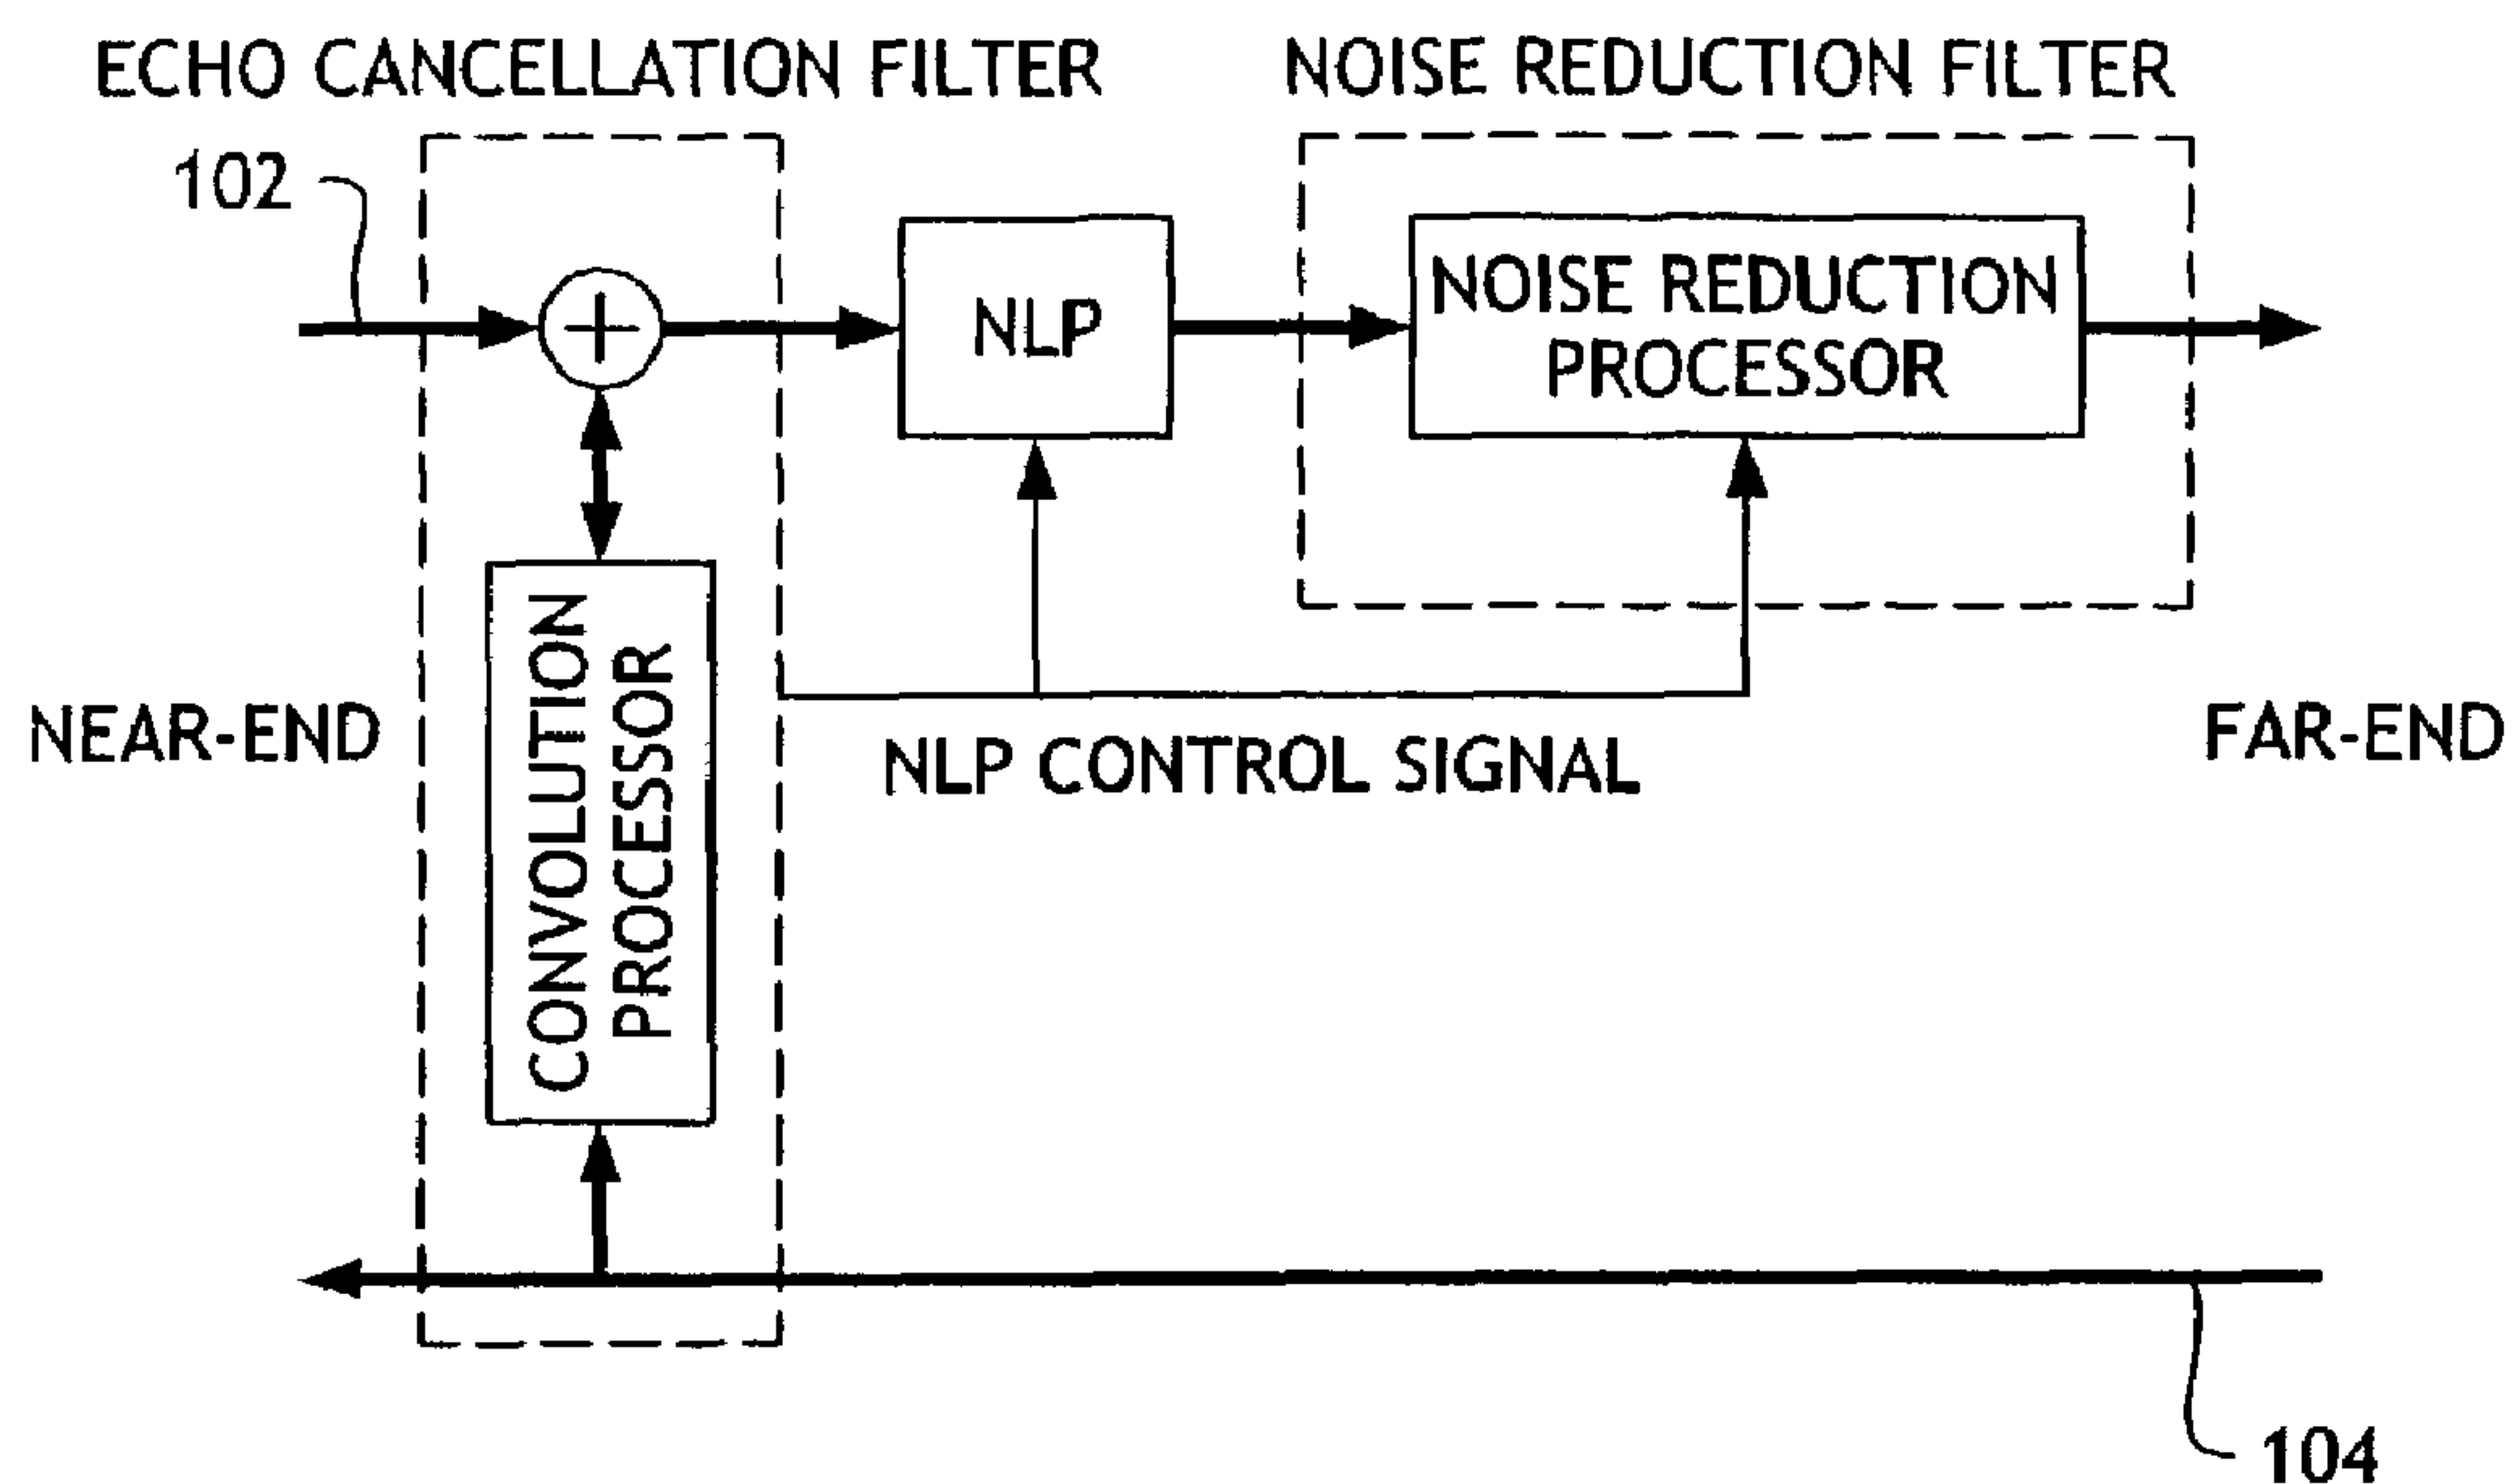 ECHO CANCELLATION FILTER
NOISE REDUCTION FILTER
102
NLP
NOISE REDUCTION
PROCESSOR
CONVOLUTION
PROCESSOR
NEAR-END
NLP CONTROL SIGNAL
FAR-END
104